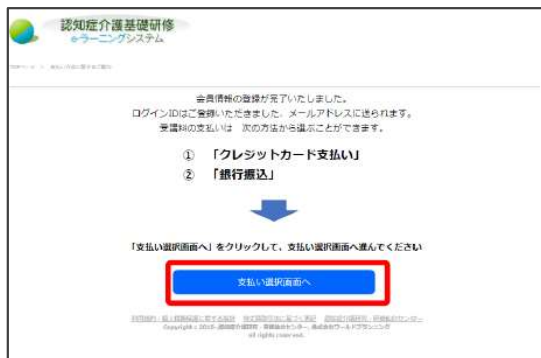 認知症介護基礎研修
eラーニングシステム
会員情報の登録が完了いたしました。
ログインIDはご登録いただきました、メールアドレスに送られます。
受講料の支払いは 次の方法から選ぶことができます。
① 「クレジットカード支払い」
② 「銀行振込」
「支払い選択画面へ」をクリックして、支払い選択画面へ進んでください
支払い選択画面へ
all rights reserved.